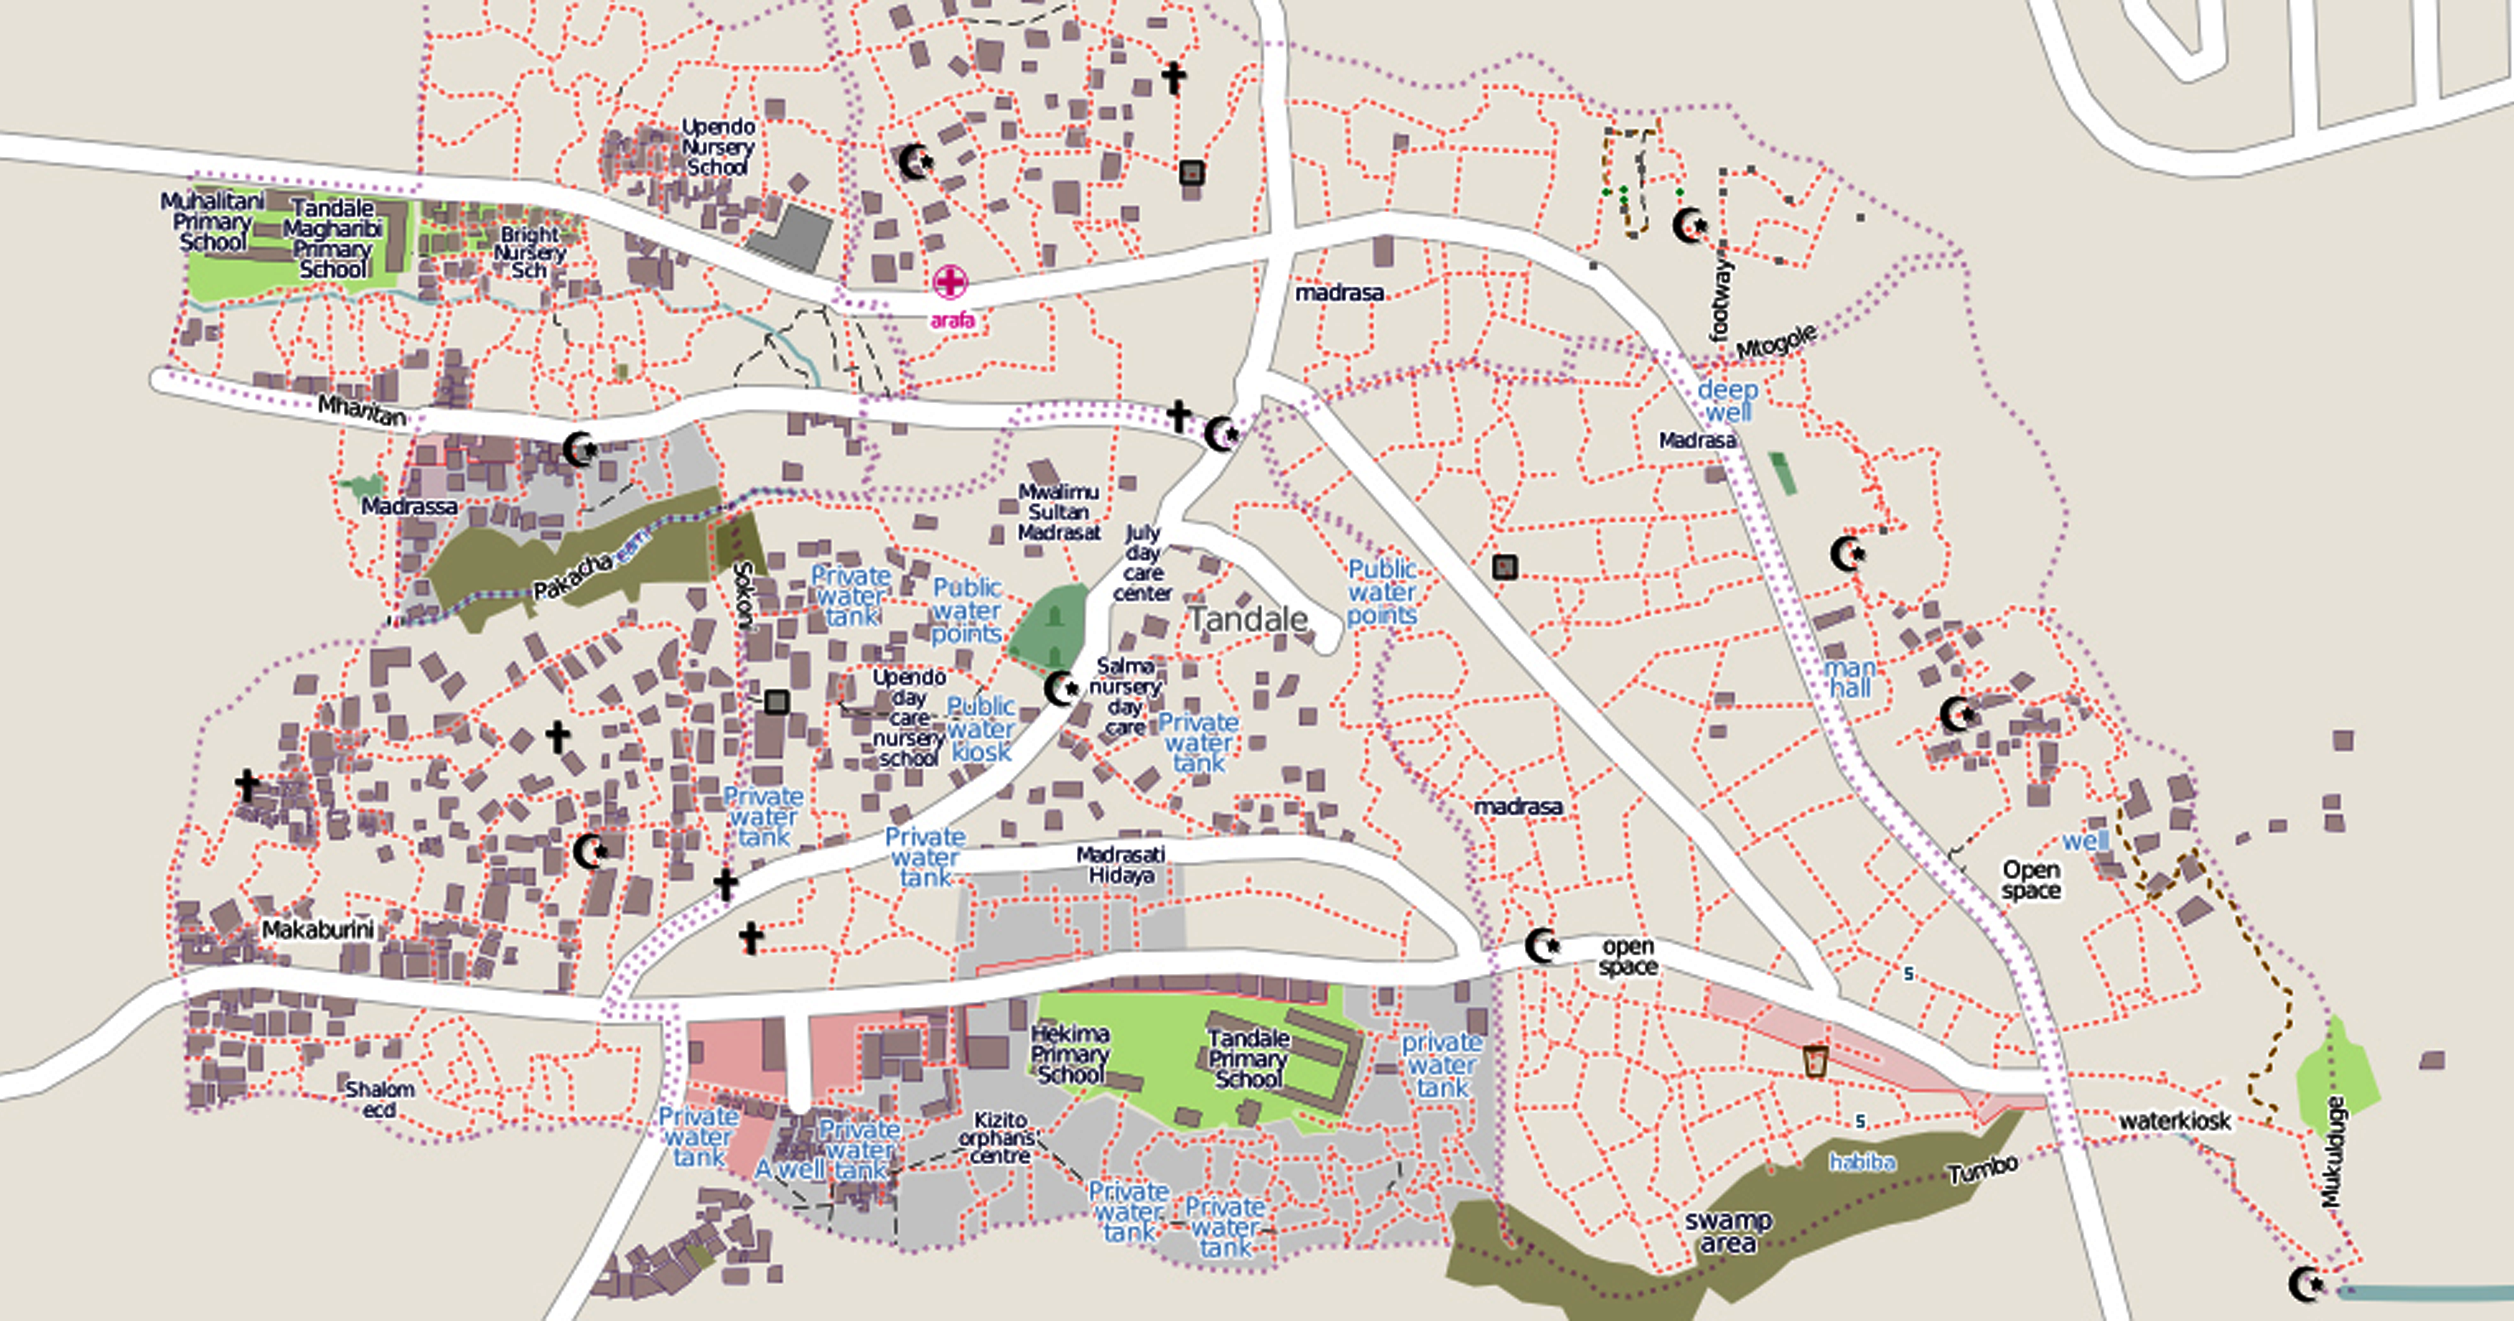 Upendo
Nursery
School
Muhalitani
Primary
School
Tandale
Magharibi
Primary
School
Bright
Nursery
Sch
arafa
madrasa
footway
Mtogole
deep
well
Madrasa
Mharitan
Madrassa
Mwalimu
Sultan
Madrasat
July
day
care
center
Pakacha
Sokoni
Private
water
tank
Public
water
points
Tandale
Public
water
points
Upendo
day
care
nursery
school
Public
water
kiosk
Salma
nursery
day
care
Private
water
tank
man
hall
madrasa
Private
water
tank
Private
water
tank
Madrasati
Hidaya
well
Open
space
Makaburini
open
space
5
Hekima
Primary
School
Tandale
Primary
School
private
water
tank
Shalom
ecd
Private
water
tank
Private
water
tank
A well
Kizito
orphans
centre
5
waterkiosk
Mukulduge
habiba
Tumbo
Private
water
tank
Private
water
tank
swamp
area